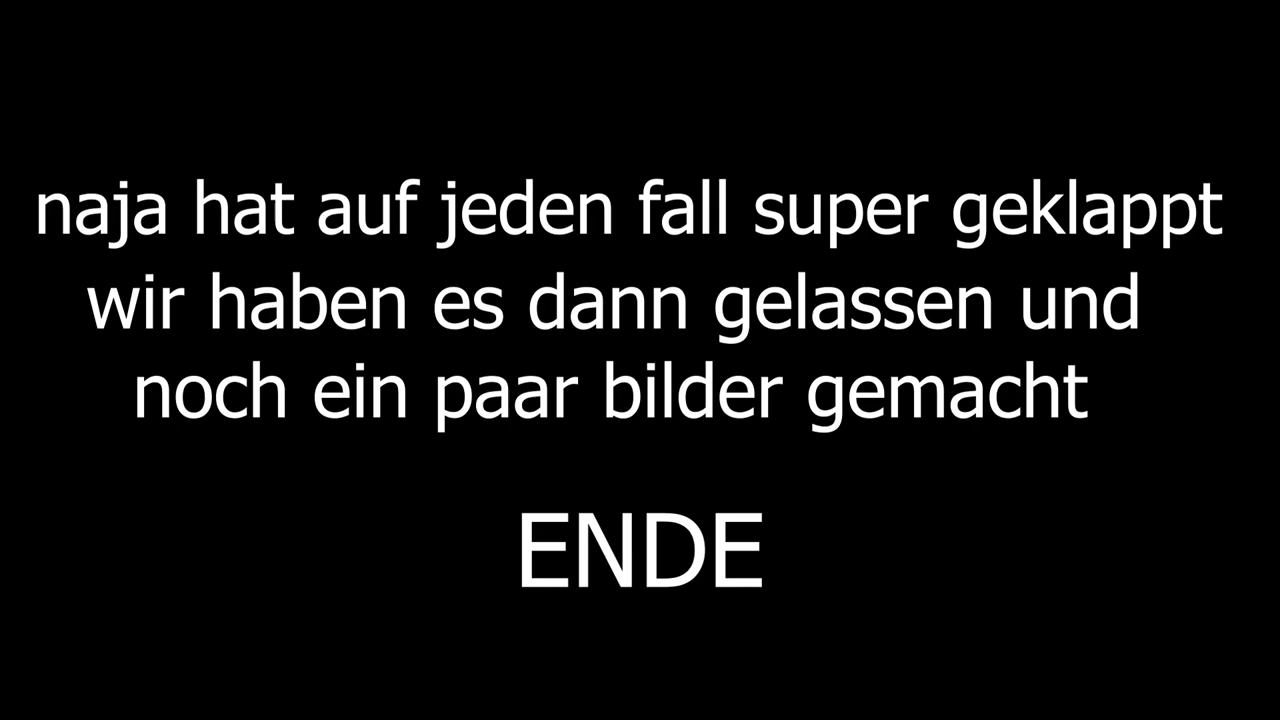 naja hat auf jeden fall super geklappt
wir haben es dann gelassen und
noch ein paar bilder gemacht
ENDE